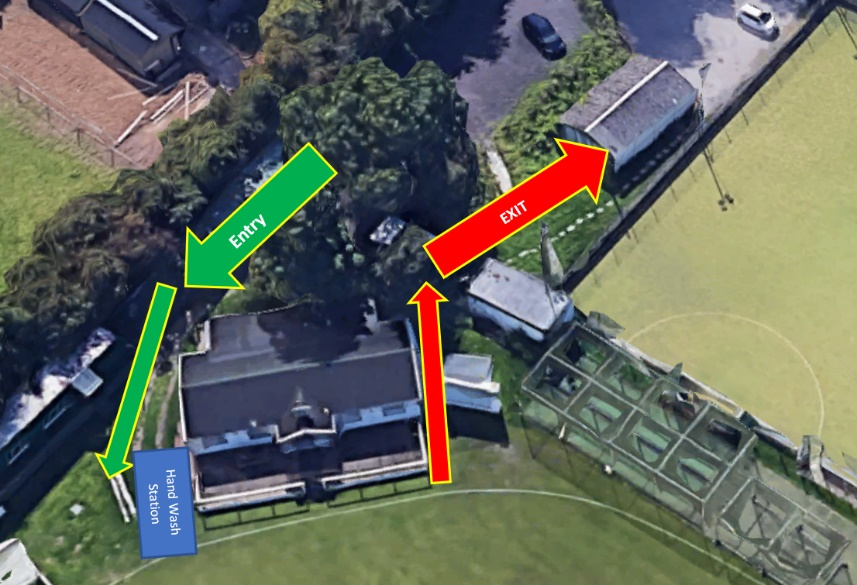 Entry
EXIT
Hand Wash
Station